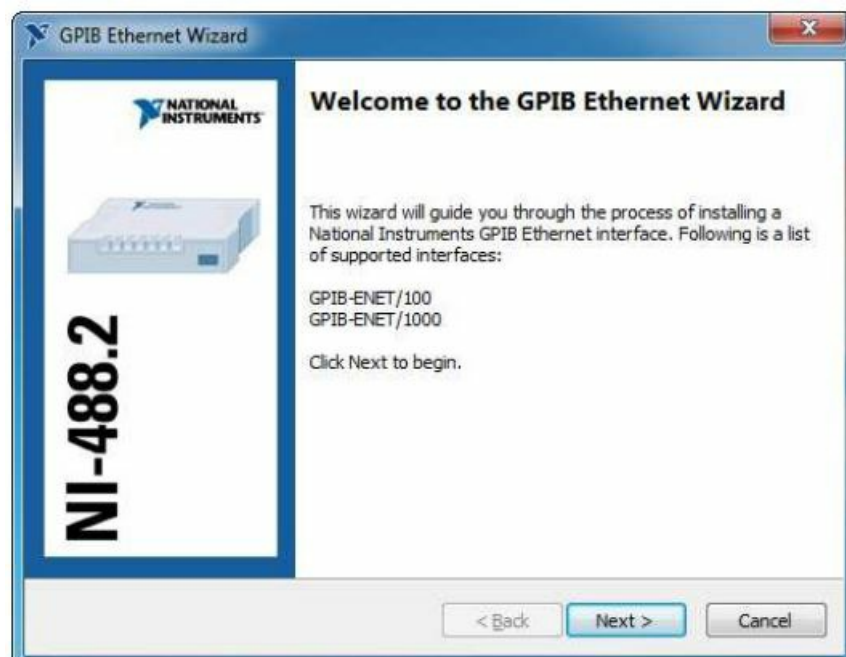 GPIB Ethernet Wizard
NATIONAL
INSTRUMENTS
NI-488.2
Welcome to the GPIB Ethernet Wizard
This wizard will guide you through the process of installing a
National Instruments GPIB Ethernet interface. Following is a list
of supported interfaces:
GPIB-ENET/100
GPIB-ENET/1000
Click Next to begin.
< Back
Next >
Cancel